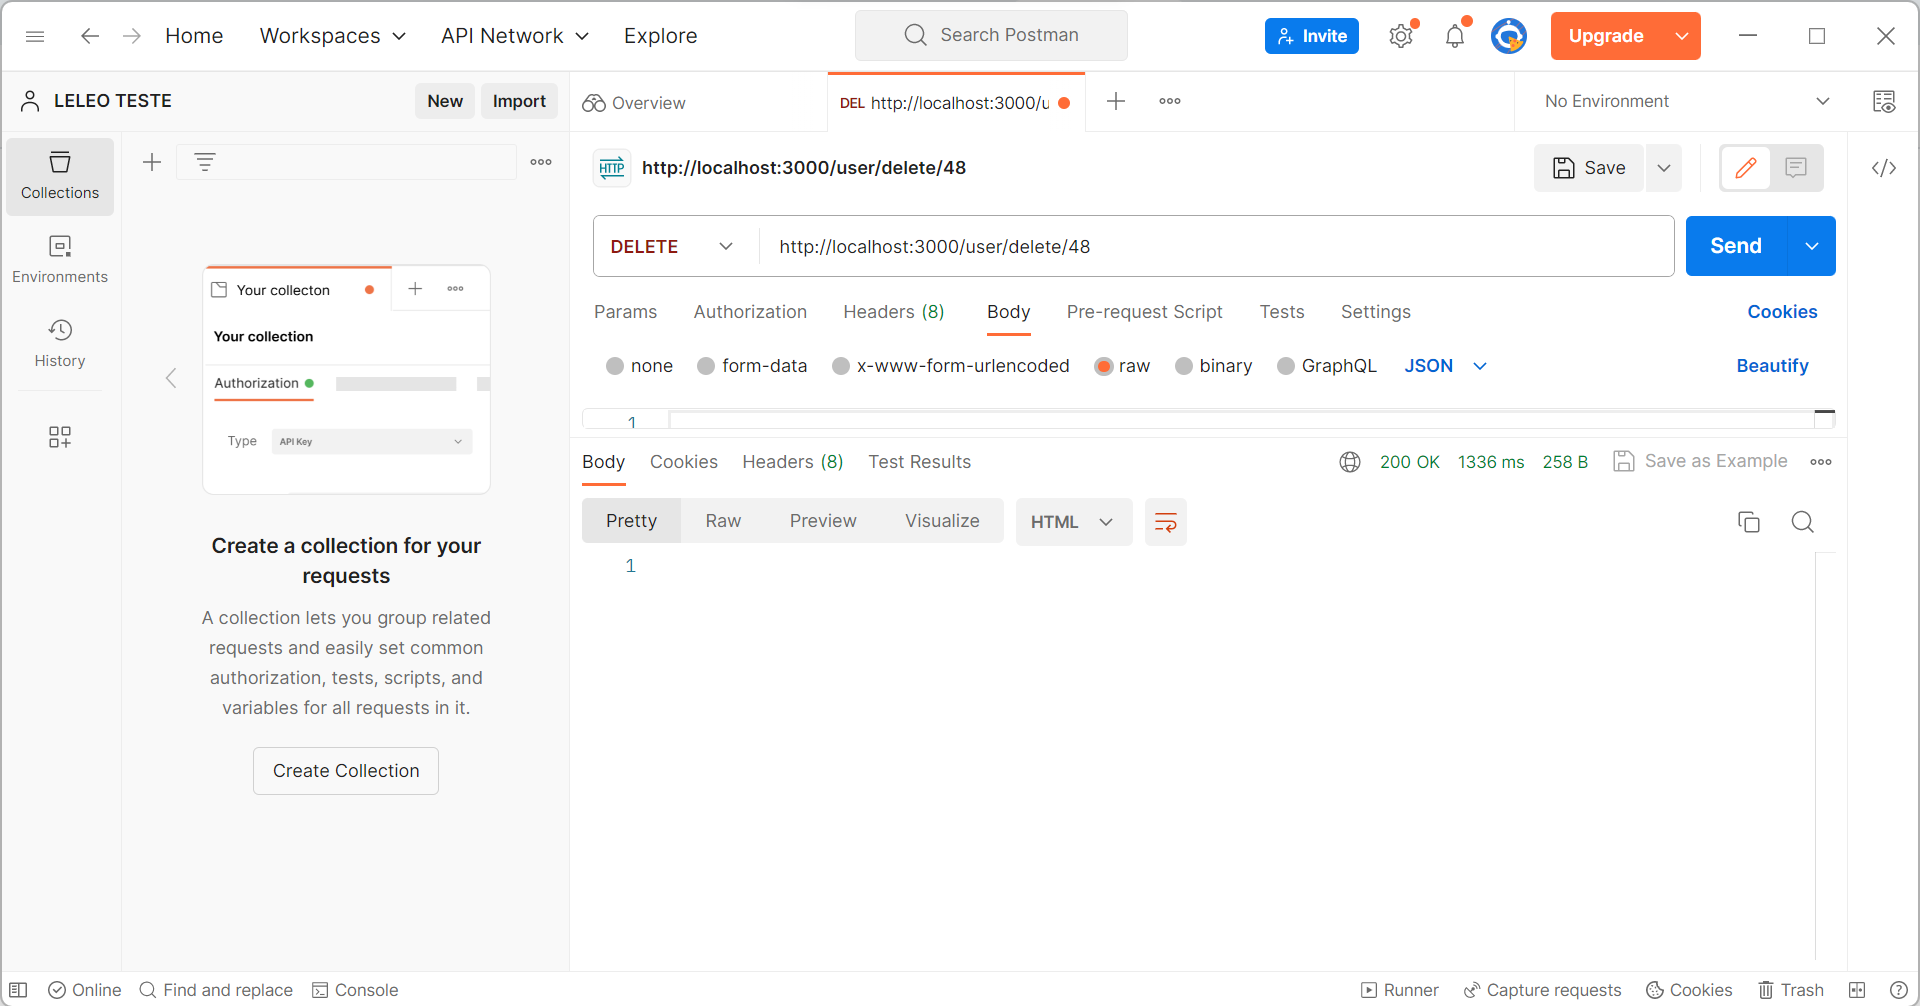 Home Workspaces API Network Explore Search Postman Invite Upgrade
LELEO TESTE New Import Overview DEL http://localhost:3000/u No Environment
Collections
Environments
History
Your collecton
Your collection
Authorization
Type API Key
Create a collection for your
requests
A collection lets you group related
requests and easily set common
authorization, tests, scripts, and
variables for all requests in it.
Create Collection
HTTP http://localhost:3000/user/delete/48 Save
DELETE http://localhost:3000/user/delete/48 Send
Params Authorization Headers (8) Body Pre-request Script Tests Settings Cookies
none form-data x-www-form-urlencoded raw binary GraphQL JSON Beautify
1
Body Cookies Headers (8) Test Results 200 OK 1336 ms 258 B Save as Example
Pretty Raw Preview Visualize HTML
1
Online Find and replace Console Runner Capture requests Cookies Trash